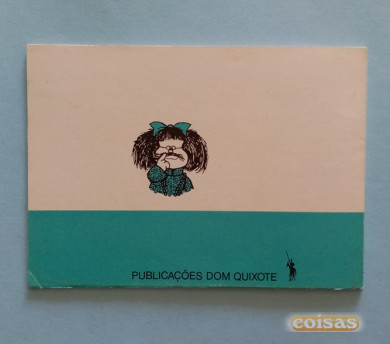 PUBLICAÇÕES DOM QUIXOTE
coisas